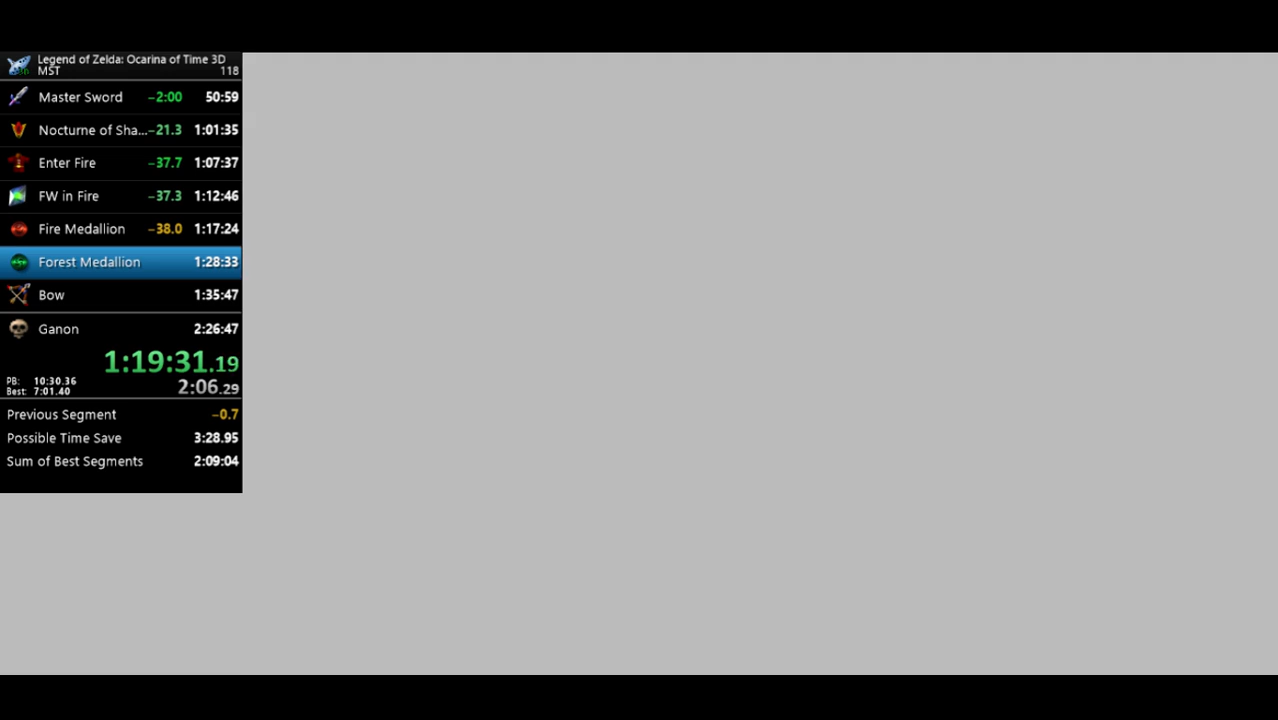 Legend of Zelda: Ocarina of Time 3D
MST 118
Master Sword −2:00 50:59
Nocturne of Sha... −21.3 1:01:35
Enter Fire −37.7 1:07:37
FW in Fire −37.3 1:12:46
Fire Medallion −38.0 1:17:24
Forest Medallion 1:28:33
Bow 1:35:47
Ganon 2:26:47
1:19:31.19
PB: 10:30.36
Best: 7:01.40
2:06.29
Previous Segment −0.7
Possible Time Save 3:28.95
Sum of Best Segments 2:09:04